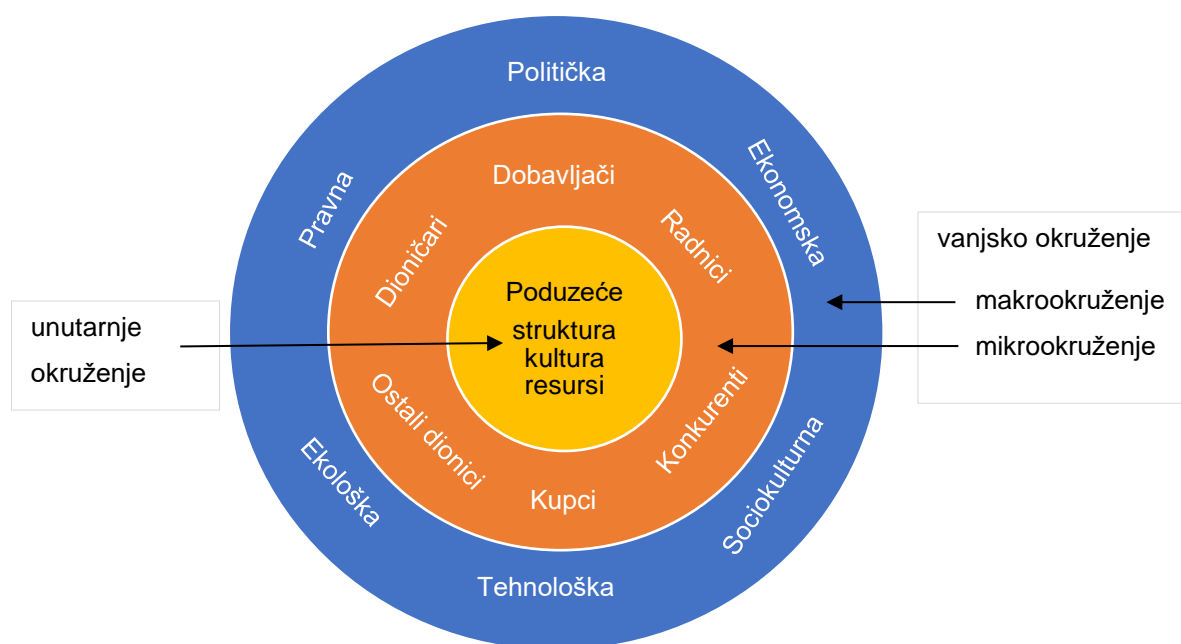 Politička
Ekonomska
Sociokulturna
Tehnološka
Ekološka
Pravna
Dobavljači
Radnici
Konkurenti
Kupci
Ostali dionici
Dioničari
Poduzeće
struktura
kultura
resursi
unutarnje
okruženje
vanjsko okruženje
makrookruženje
mikrookruženje